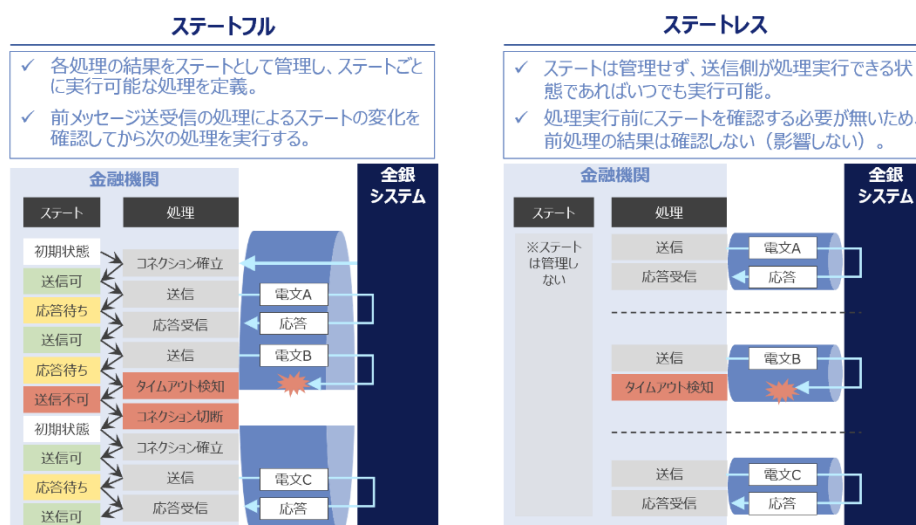 ステートフル
✓ 各処理の結果をステートとして管理し、ステートごと
に実行可能な処理を定義。
✓ 前メッセージ送受信の処理によるステートの変化を
確認してから次の処理を実行する。
金融機関
全銀
システム
ステート
処理
初期状態
コネクション確立
送信可
送信
電文A
応答待ち
応答受信
応答
送信可
送信
電文B
応答待ち
タイムアウト検知
送信不可
コネクション切断
初期状態
コネクション確立
送信可
送信
電文C
応答待ち
応答受信
応答
送信可
ステートレス
✓ ステートは管理せず、送信側が処理実行できる状
態であればいつでも実行可能。
✓ 処理実行前にステートを確認する必要が無いため、
前処理の結果は確認しない（影響しない）。
金融機関
全銀
システム
ステート
処理
※ステート
は管理し
ない
送信
電文A
応答受信
応答
送信
電文B
タイムアウト検知
送信
電文C
応答受信
応答